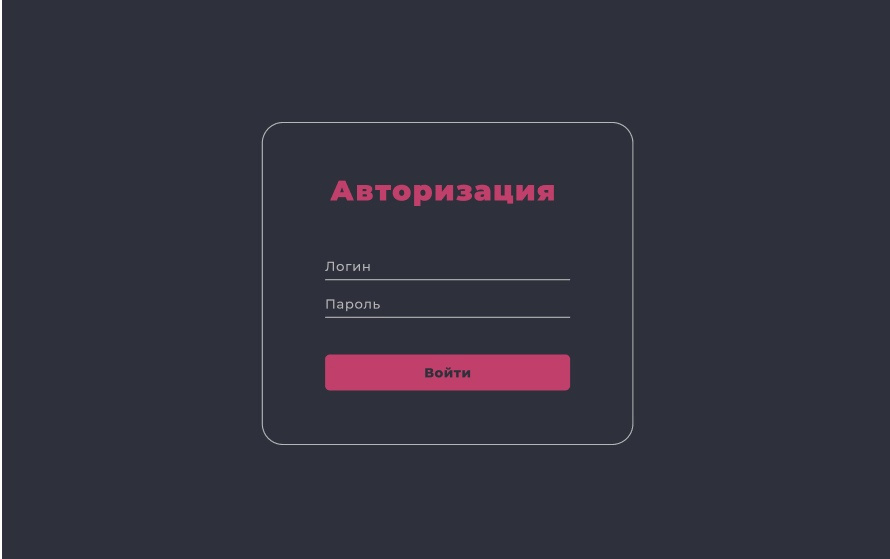 Авторизация
Логин
Пароль
Войти